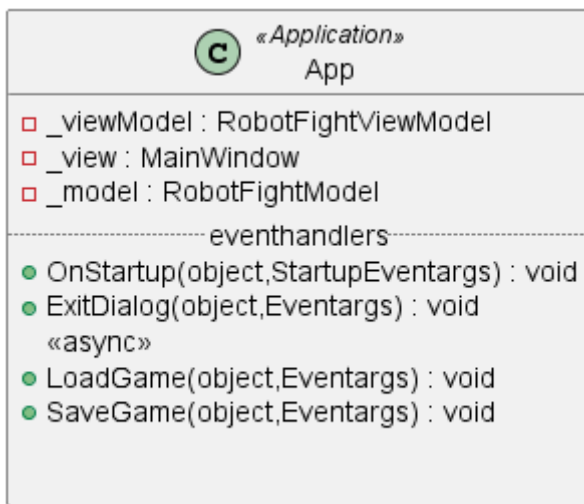 «Application»
C
App
_viewModel : RobotFightViewModel
_view : MainWindow
_model : RobotFightModel
eventhandlers
OnStartup(object,StartupEventargs) : void
ExitDialog(object,Eventargs) : void
«async»
LoadGame(object,Eventargs) : void
SaveGame(object,Eventargs) : void